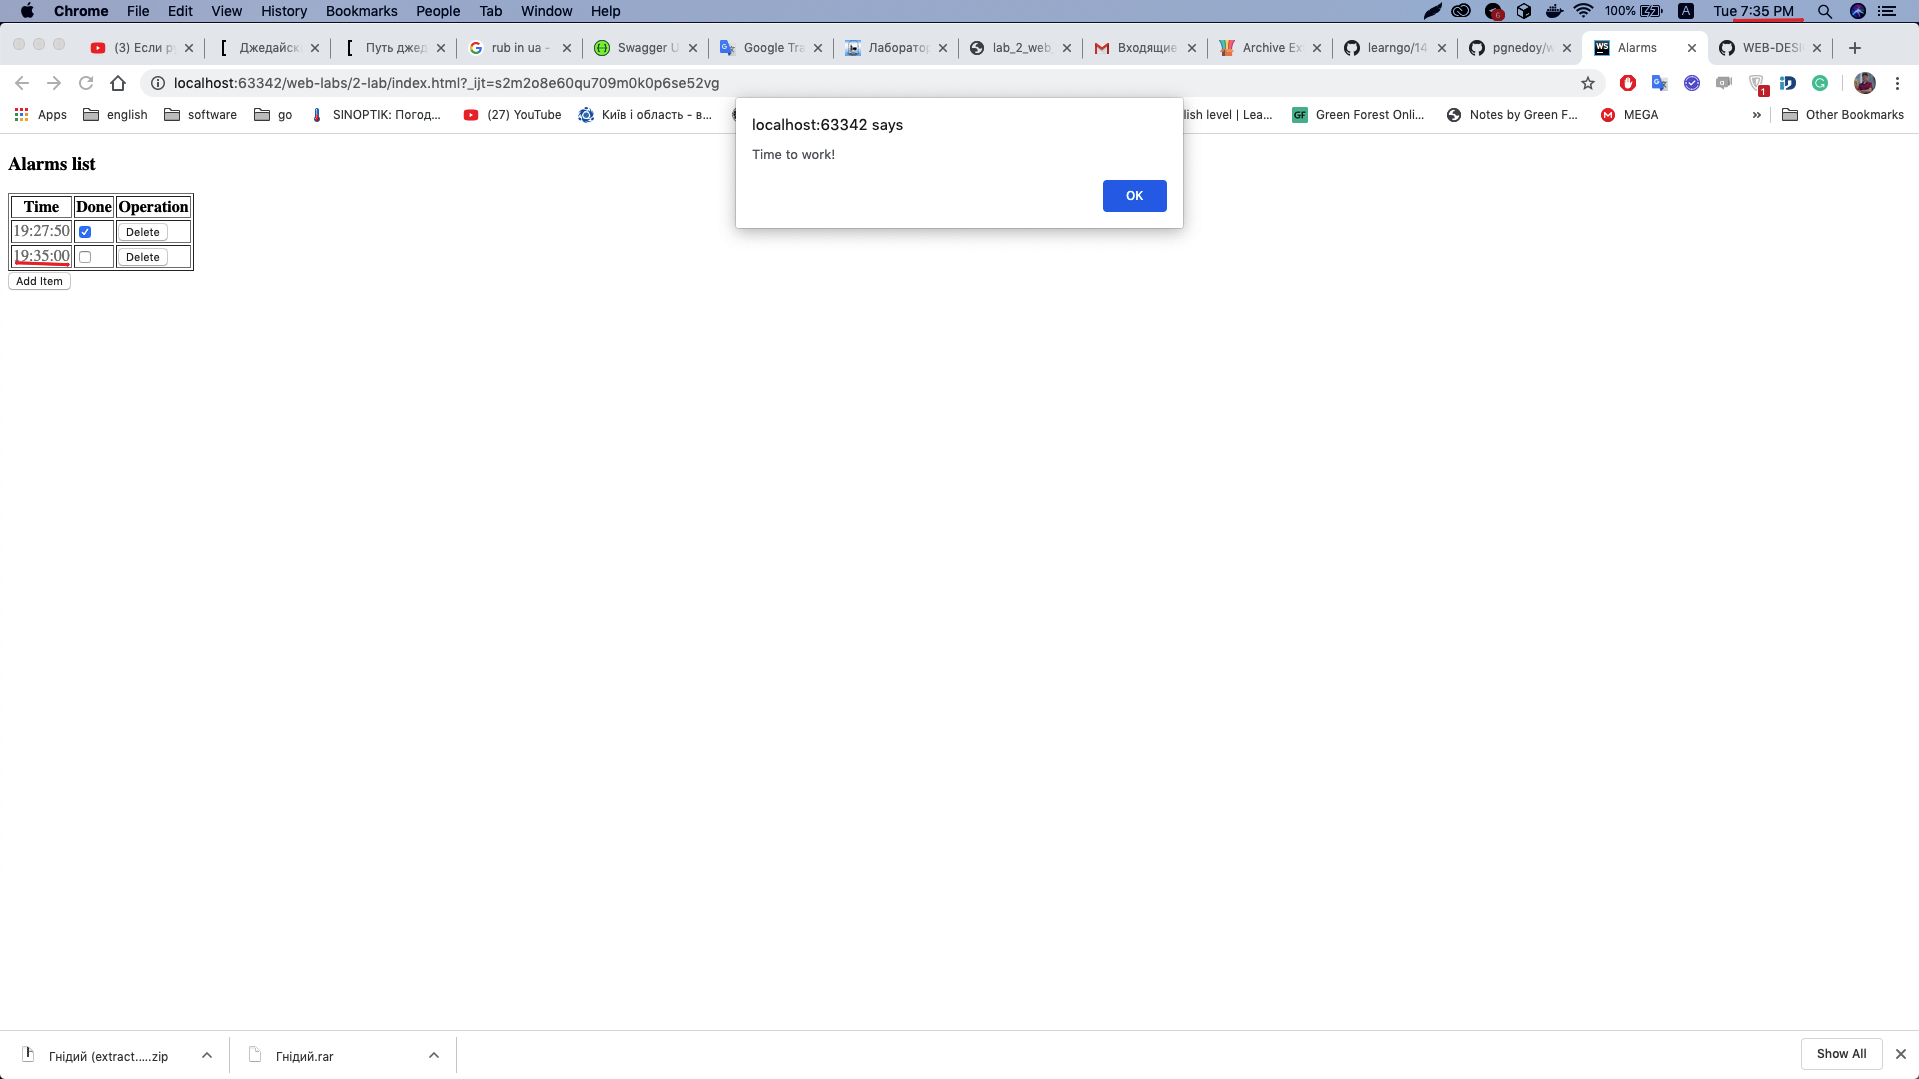 Chrome File Edit View History Bookmarks People Tab Window Help 100% A Tue 7:35 PM
(3) Если ру Джедайск Путь джед rub in ua - Swagger U Google Tra Лаборатор lab_2_web_ Входящие Archive Ex learngo/14 pgnedoy/w Alarms WEB-DESI
localhost:63342/web-labs/2-lab/index.html?_ijt=s2m2o8e60qu709m0k0p6se52vg
Apps english software go SINOPTIK: Погод... (27) YouTube Київ і область - в... lish level | Lea... GF Green Forest Onli... Notes by Green F... MEGA » Other Bookmarks
localhost:63342 says
Time to work!
OK
Alarms list
Time Done Operation
19:27:50 Delete
19:35:00 Delete
Add Item
Гнідий (extract.....zip Гнідий.rar Show All